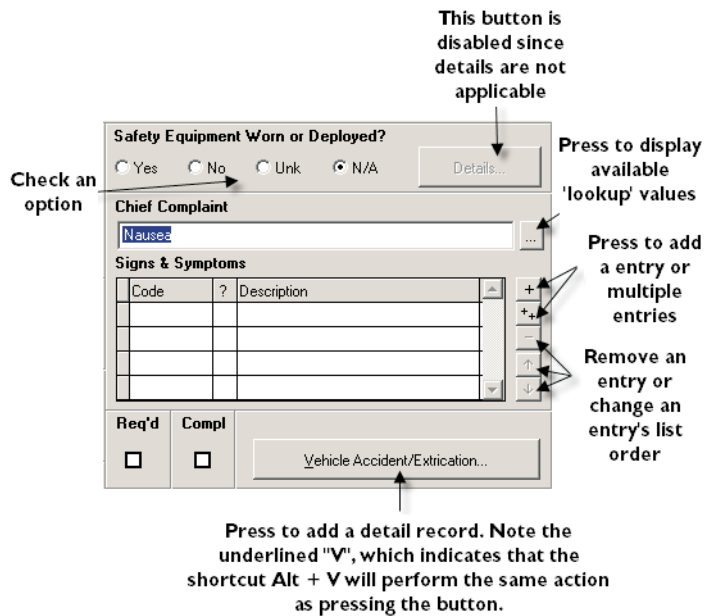 This button is
disabled since
details are not
applicable
Safety Equipment Worn or Deployed?
Yes No Unk N/A Details...
Check an
option
Press to display
available
'lookup' values
Chief Complaint
Nausea ...
Signs & Symptoms
Code ? Description
Press to add
a entry or
multiple
entries
Remove an
entry or
change an
entry's list
order
Req'd Compl
Vehicle Accident/Extrication...
Press to add a detail record. Note the
underlined "V", which indicates that the
shortcut Alt + V will perform the same action
as pressing the button.